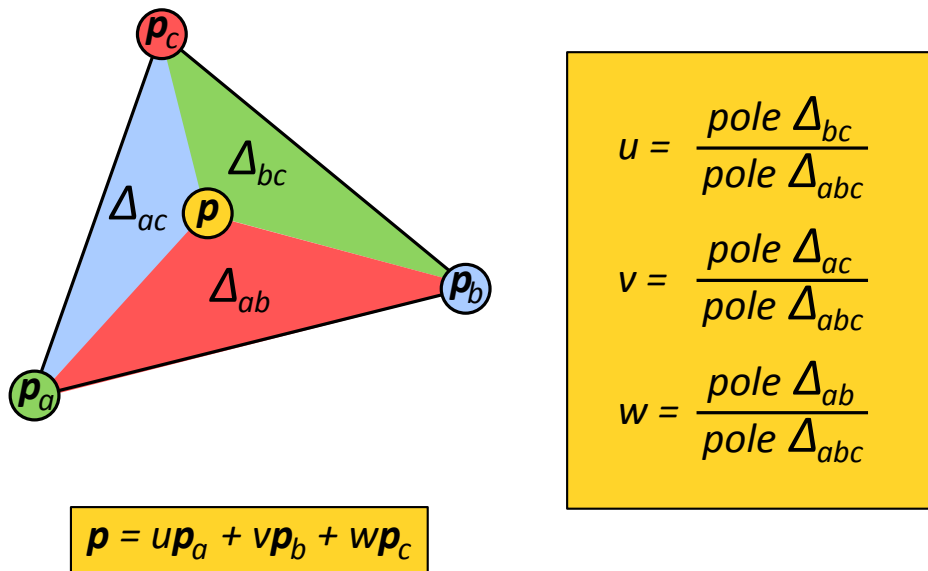 p_c
Δ_bc
Δ_ac
p
Δ_ab
p_b
p_a
u = pole Δ_bc / pole Δ_abc
v = pole Δ_ac / pole Δ_abc
w = pole Δ_ab / pole Δ_abc
p = up_a + vp_b + wp_c